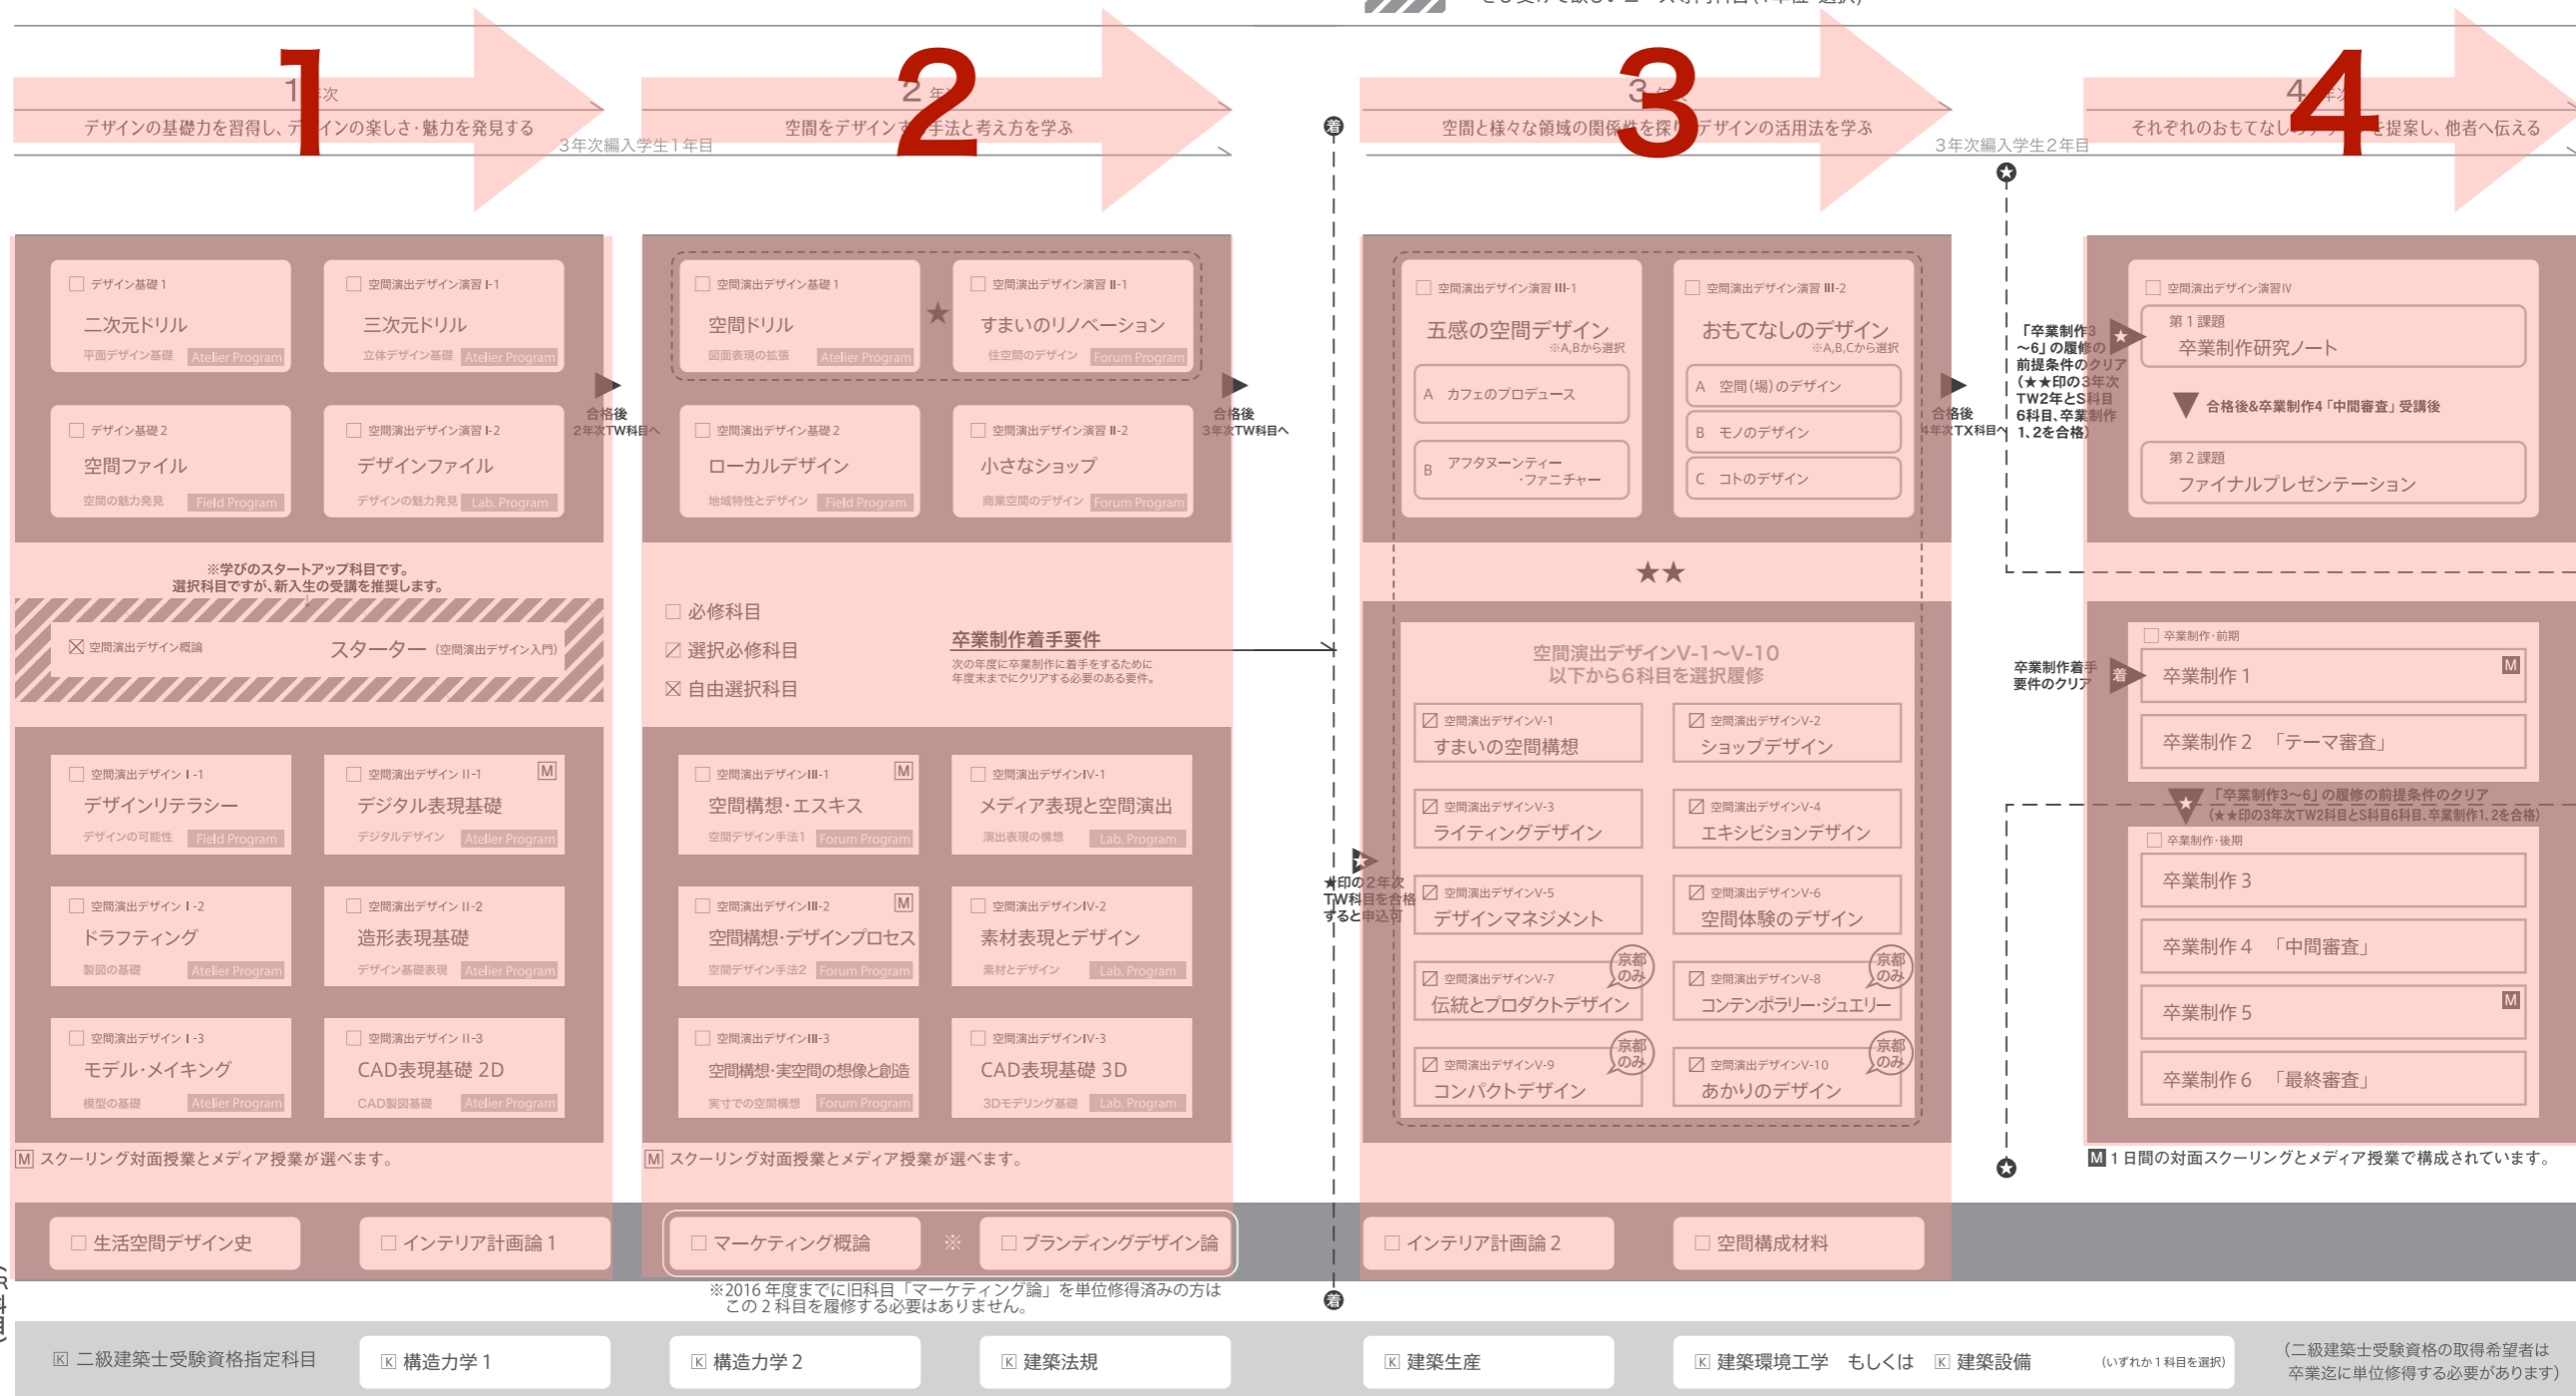 1
2
3
4
1年次
2 年次
3 年次
4 年次
空間をデザインする手法と考え方を学ぶ
3年次編入学生1年目
3年次編入学生2年目
着
★
デザイン基礎 1
二次元ドリル
平面デザイン基礎 Atelier Program
空間演出デザイン演習 I-1
三次元ドリル
立体デザイン基礎 Atelier Program
デザイン基礎 2
空間ファイル
空間の魅力発見 Field Program
空間演出デザイン演習 I-2
デザインファイル
デザインの魅力発見 Lab. Program
合格後
2年次TW科目へ
※学びのスタートアップ科目です。
選択科目ですが、新入生の受講を推奨します。
↓
空間演出デザイン概論 スターター (空間演出デザイン入門)
空間演出デザイン I -1
デザインリテラシー
デザインの可能性 Field Program
空間演出デザイン II-1 M
デジタル表現基礎
デジタルデザイン Atelier Program
空間演出デザイン I -2
ドラフティング
製図の基礎 Atelier Program
空間演出デザイン II-2
造形表現基礎
デザイン基礎表現 Atelier Program
空間演出デザイン I -3
モデル・メイキング
模型の基礎 Atelier Program
空間演出デザイン II-3
CAD表現基礎 2D
CAD製図基礎 Atelier Program
M スクーリング対面授業とメディア授業が選べます。
生活空間デザイン史
インテリア計画論 1
空間演出デザイン基礎 1
空間ドリル
図面表現の拡張 Atelier Program
★
空間演出デザイン演習 II-1
すまいのリノベーション
住空間のデザイン Forum Program
空間演出デザイン基礎 2
ローカルデザイン
地域特性とデザイン Field Program
空間演出デザイン演習 II-2
小さなショップ
商業空間のデザイン Forum Program
合格後
3年次TW科目へ
必修科目
選択必修科目
自由選択科目
卒業制作着手要件
次の年度に卒業制作に着手をするために
年度末までにクリアする必要のある要件。
空間演出デザインIII-1 M
空間構想・エスキス
空間デザイン手法1 Forum Program
空間演出デザインIV-1
メディア表現と空間演出
演出表現の構想 Lab. Program
空間演出デザインIII-2 M
空間構想・デザインプロセス
空間デザイン手法2 Forum Program
空間演出デザインIV-2
素材表現とデザイン
素材とデザイン Lab. Program
空間演出デザインIII-3
空間構想・実空間の想像と創造
実寸での空間構想 Forum Program
空間演出デザインIV-3
CAD表現基礎 3D
3Dモデリング基礎 Lab. Program
M スクーリング対面授業とメディア授業が選べます。
マーケティング概論 ※ ブランディングデザイン論
※2016 年度までに旧科目「マーケティング論」を単位修得済みの方は
この 2 科目を履修する必要はありません。
着
★印の2年次
TW科目を合格
すると申込可
空間演出デザイン演習 III-1
五感の空間デザイン
※A,Bから選択
A カフェのプロデュース
B アフタヌーンティー
・ファニチャー
空間演出デザイン演習 III-2
おもてなしのデザイン
※A,B,Cから選択
A 空間(場)のデザイン
B モノのデザイン
C コトのデザイン
合格後
4年次TX科目へ
★★
空間演出デザインV-1〜V-10
以下から6科目を選択履修
空間演出デザインV-1
すまいの空間構想
空間演出デザインV-2
ショップデザイン
空間演出デザインV-3
ライティングデザイン
空間演出デザインV-4
エキシビションデザイン
空間演出デザインV-5
デザインマネジメント
空間演出デザインV-6
空間体験のデザイン
京都
のみ
空間演出デザインV-7
伝統とプロダクトデザイン
京都
のみ
空間演出デザインV-8
コンテンポラリー・ジュエリー
京都
のみ
空間演出デザインV-9
コンパクトデザイン
京都
のみ
空間演出デザインV-10
あかりのデザイン
インテリア計画論 2
空間構成材料
「卒業制作3
〜6」の履修の
前提条件のクリア
(★★印の3年次
TW2年とS科目
6科目、卒業制作
1、2を合格)
★
空間演出デザイン演習IV
第 1 課題
卒業制作研究ノート
合格後&卒業制作4「中間審査」受講後
第 2 課題
ファイナルプレゼンテーション
卒業制作着手
要件のクリア
着
卒業制作・前期
卒業制作 1 M
卒業制作 2 「テーマ審査」
★
「卒業制作3〜6」の履修の前提条件のクリア
(★★印の3年次TW2科目とS科目6科目、卒業制作1、2を合格)
卒業制作・後期
卒業制作 3
卒業制作 4 「中間審査」
卒業制作 5 M
卒業制作 6 「最終審査」
★
M 1 日間の対面スクーリングとメディア授業で構成されています。
K 二級建築士受験資格指定科目
K 構造力学 1
K 構造力学 2
K 建築法規
K 建築生産
K 建築環境工学 もしくは K 建築設備 (いずれか 1 科目を選択)
(二級建築士受験資格の取得希望者は
卒業迄に単位修得する必要があります)